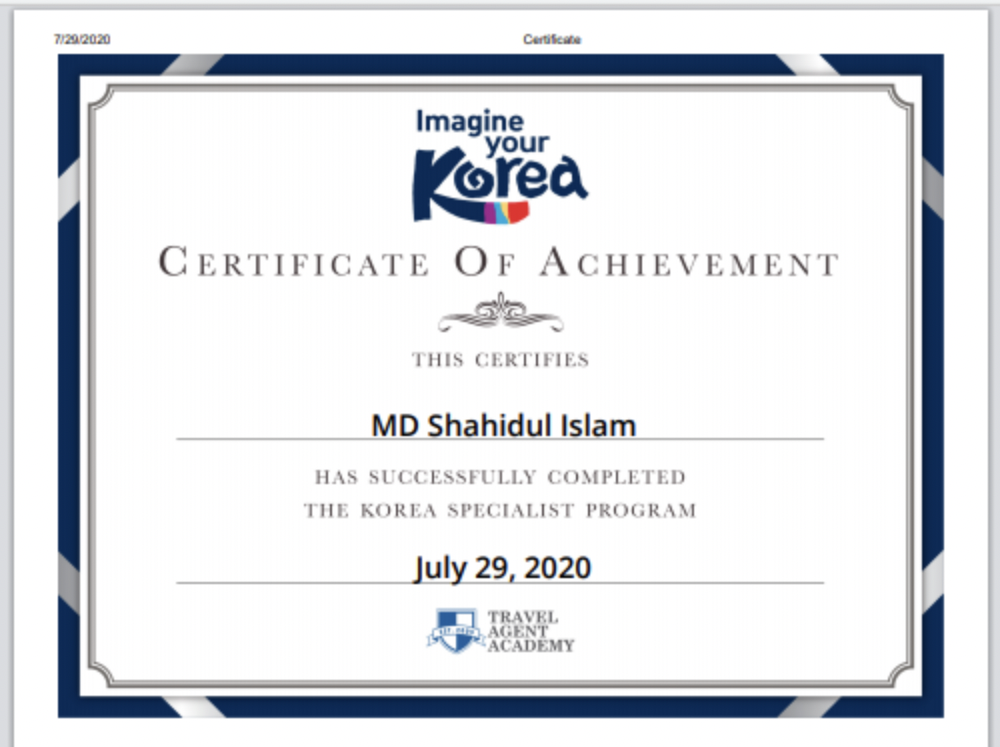 7/29/2020
Certificate
Imagine
your
Korea
CERTIFICATE OF ACHIEVEMENT
THIS CERTIFIES
MD Shahidul Islam
HAS SUCCESSFULLY COMPLETED
THE KOREA SPECIALIST PROGRAM
July 29, 2020
TRAVEL
AGENT
ACADEMY